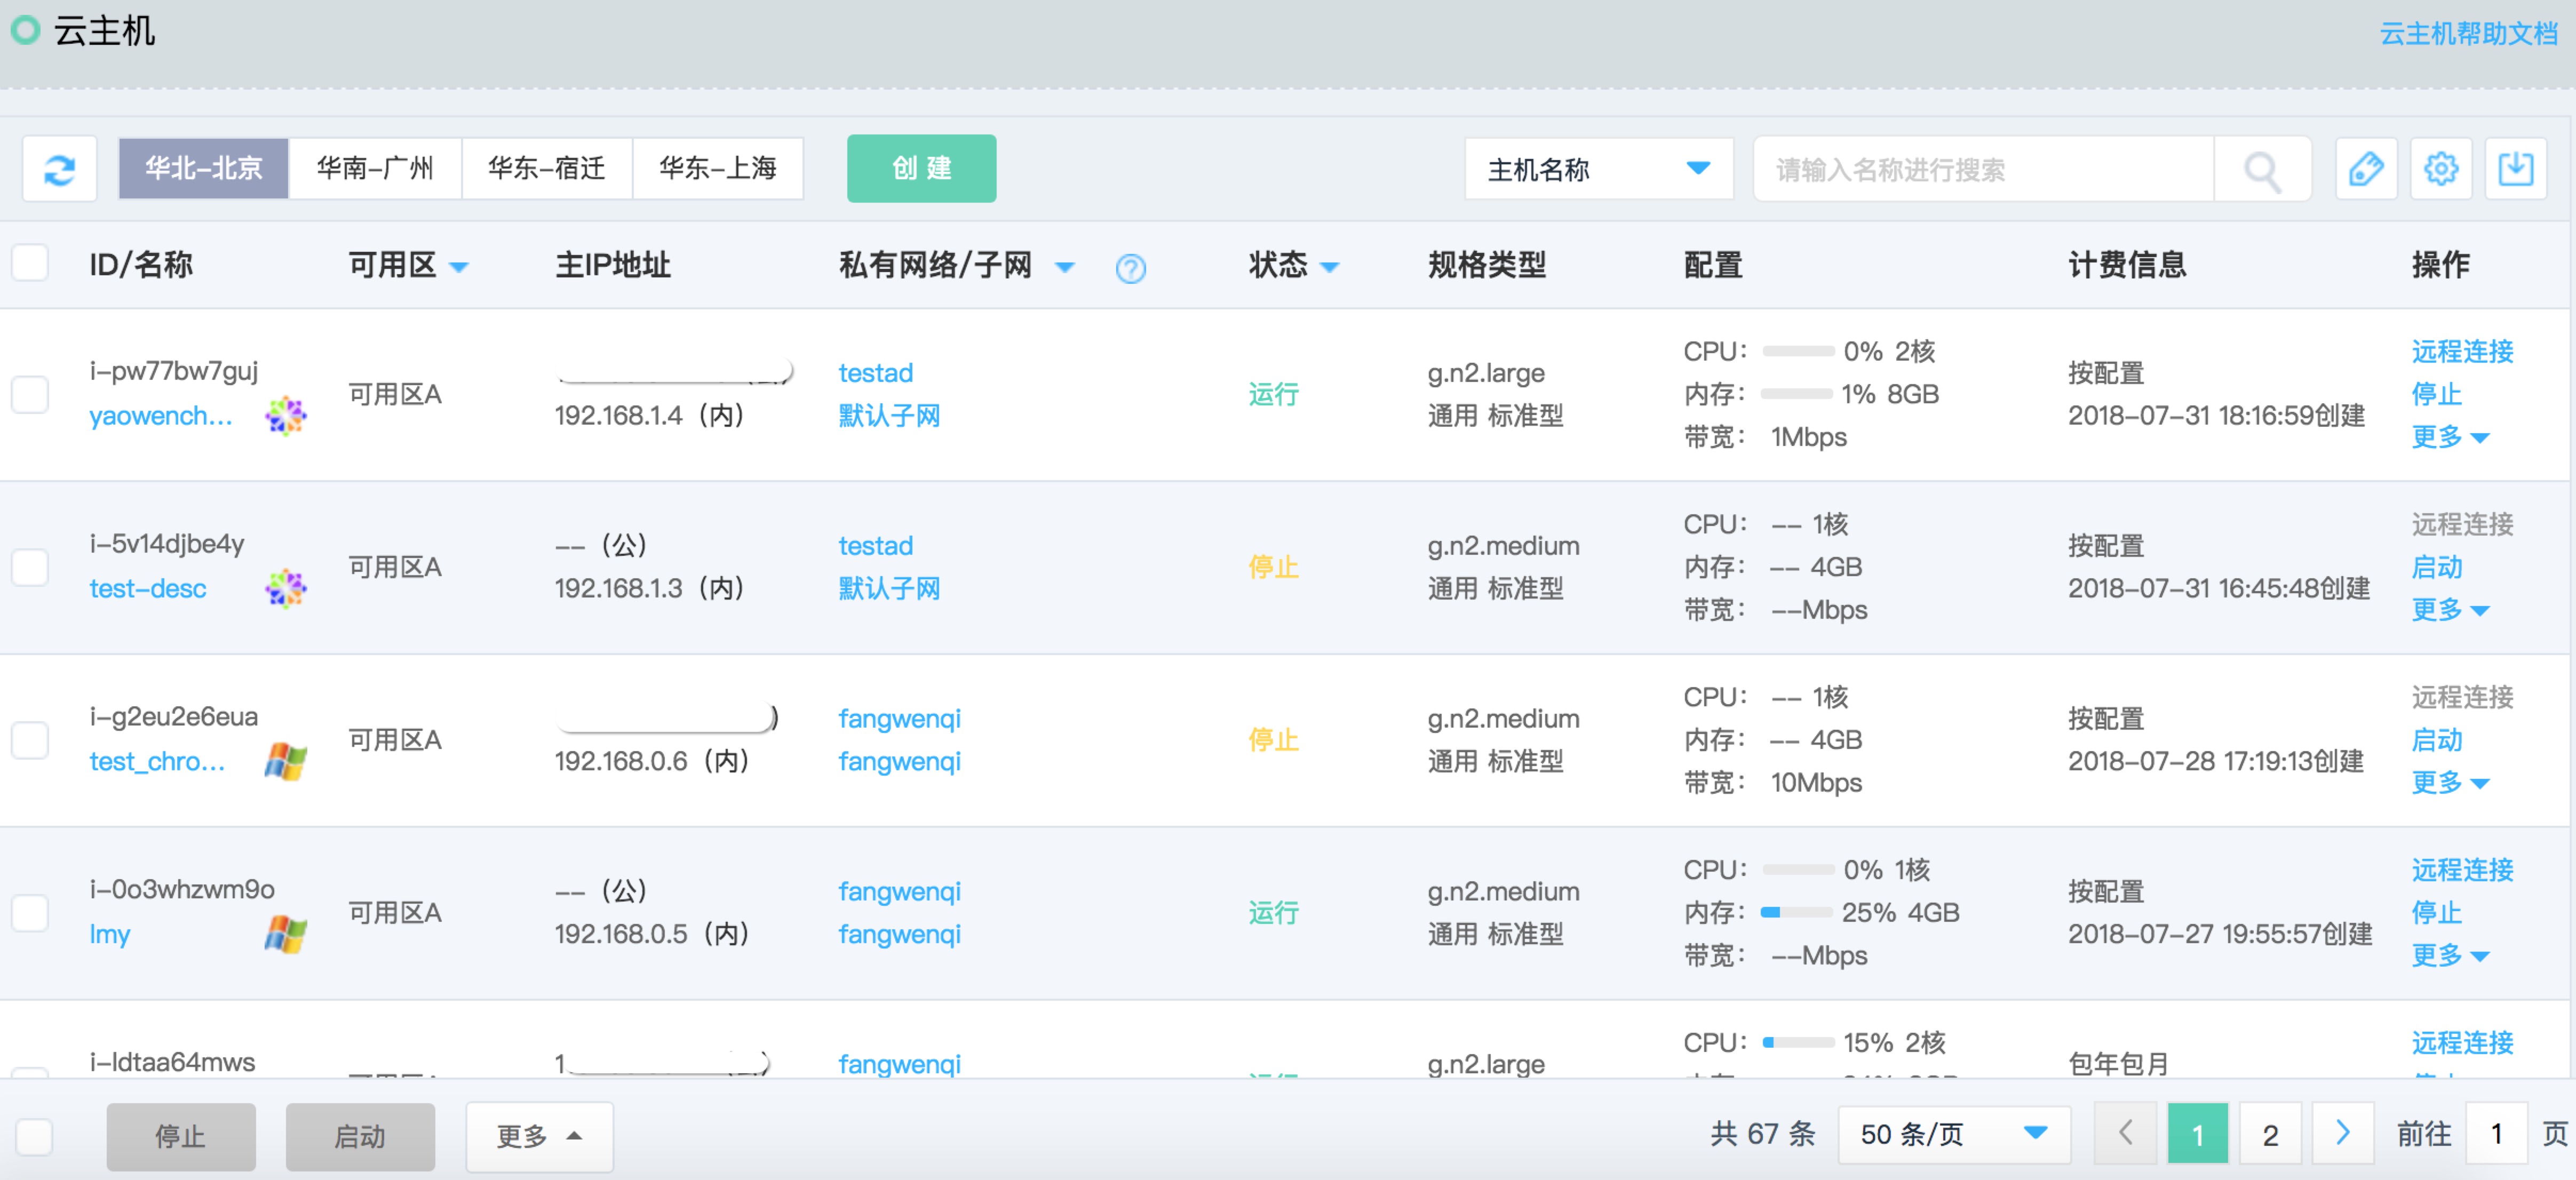 云主机
云主机帮助文档
华北-北京 华南-广州 华东-宿迁 华东-上海 创 建 主机名称 请输入名称进行搜索
ID/名称 可用区 主IP地址 私有网络/子网 ? 状态 规格类型 配置 计费信息 操作
i-pw77bw7guj
yaowench...
可用区A
192.168.1.4（内）
testad
默认子网
运行
g.n2.large
通用 标准型
CPU： 0% 2核
内存： 1% 8GB
带宽： 1Mbps
按配置
2018-07-31 18:16:59创建
远程连接
停止
更多
i-5v14djbe4y
test-desc
可用区A
--（公）
192.168.1.3（内）
testad
默认子网
停止
g.n2.medium
通用 标准型
CPU： -- 1核
内存： -- 4GB
带宽： --Mbps
按配置
2018-07-31 16:45:48创建
远程连接
启动
更多
i-g2eu2e6eua
test_chro...
可用区A
192.168.0.6（内）
fangwenqi
fangwenqi
停止
g.n2.medium
通用 标准型
CPU： -- 1核
内存： -- 4GB
带宽： 10Mbps
按配置
2018-07-28 17:19:13创建
远程连接
启动
更多
i-0o3whzwm9o
lmy
可用区A
--（公）
192.168.0.5（内）
fangwenqi
fangwenqi
运行
g.n2.medium
通用 标准型
CPU： 0% 1核
内存： 25% 4GB
带宽： --Mbps
按配置
2018-07-27 19:55:57创建
远程连接
停止
更多
i-ldtaa64mws
1
fangwenqi
g.n2.large
CPU： 15% 2核
包年包月
远程连接
停止 启动 更多 共 67 条 50 条/页 1 2 前往 1 页